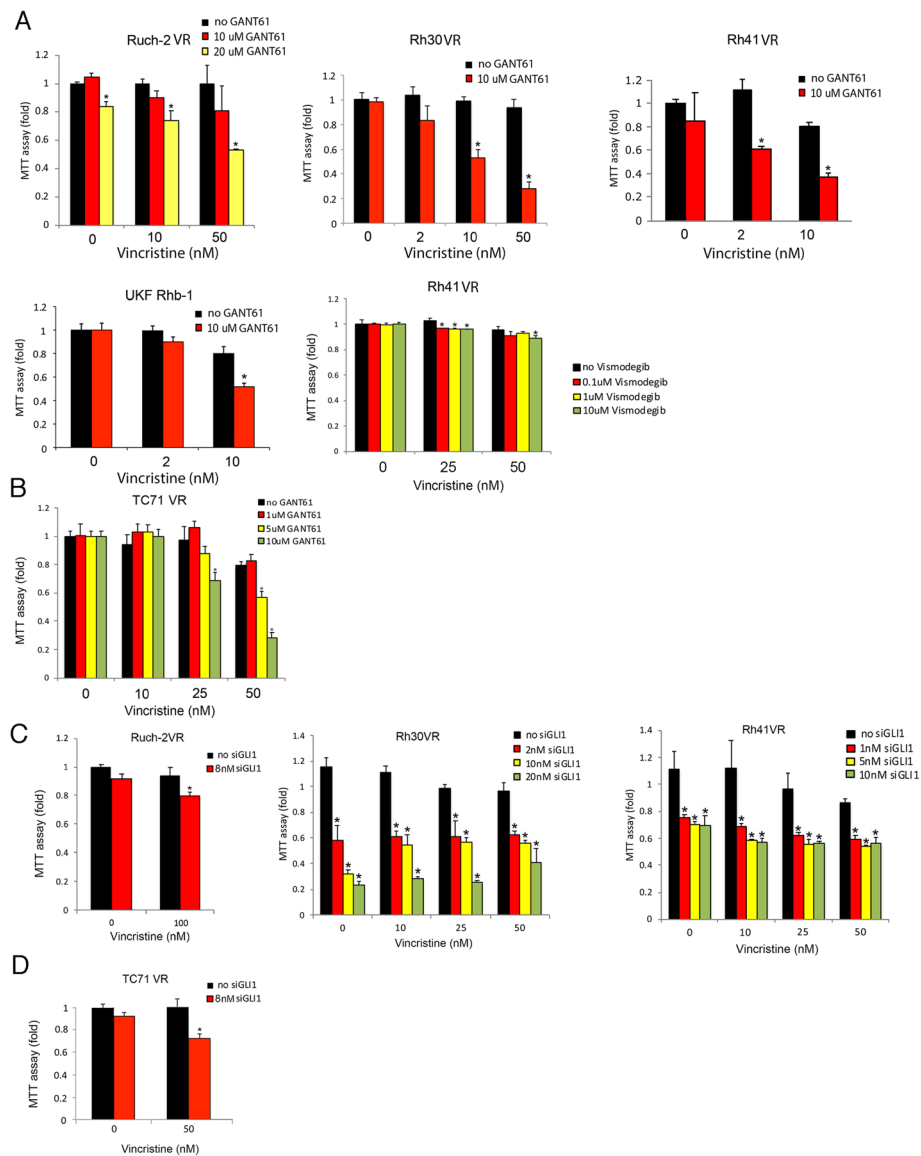 A
Ruch-2 VR
no GANT61
10 uM GANT61
20 uM GANT61
MTT assay (fold)
1.2
1
0.8
0.6
0.4
0.2
0
0 10 50
Vincristine (nM)
Rh30VR
no GANT61
10 uM GANT61
MTT assay (fold)
1.2
1
0.8
0.6
0.4
0.2
0
* *
0 2 10 50
Vincristine (nM)
Rh41VR
no GANT61
10 uM GANT61
MTT assay (fold)
1.2
1
0.8
0.6
0.4
0.2
0
* *
0 2 10
Vincristine (nM)
UKF Rhb-1
no GANT61
10 uM GANT61
MTT assay (fold)
1.2
1
0.8
0.6
0.4
0.2
0
*
0 2 10
Vincristine (nM)
Rh41VR
MTT assay (fold)
1.2
1
0.8
0.6
0.4
0.2
0
* * * *
0 25 50
Vincristine (nM)
no Vismodegib
0.1uM Vismodegib
1uM Vismodegib
10uM Vismodegib
B
TC71 VR
no GANT61
1uM GANT61
5uM GANT61
10uM GANT61
MTT assay (fold)
1.2
1
0.8
0.6
0.4
0.2
0
* * *
0 10 25 50
Vincristine (nM)
C
Ruch-2VR
no siGLI1
8nM siGLI1
MTT assay (fold)
1.2
1
0.8
0.6
0.4
0.2
0
*
0 100
Vincristine (nM)
Rh30VR
no siGLI1
2nM siGLI1
10nM siGLI1
20nM siGLI1
MTT assay (fold)
1.4
1.2
1
0.8
0.6
0.4
0.2
0
* * * * * * * * * * * *
0 10 25 50
Vincristine (nM)
Rh41VR
no siGLI1
1nM siGLI1
5nM siGLI1
10nM siGLI1
MTT assay (fold)
1.4
1.2
1
0.8
0.6
0.4
0.2
0
* * * * * * * * * * * *
0 10 25 50
Vincristine (nM)
D
TC71 VR
no siGLI1
8nM siGLI1
MTT assay (fold)
1
0.8
0.6
0.4
0.2
0
*
0 50
Vincristine (nM)